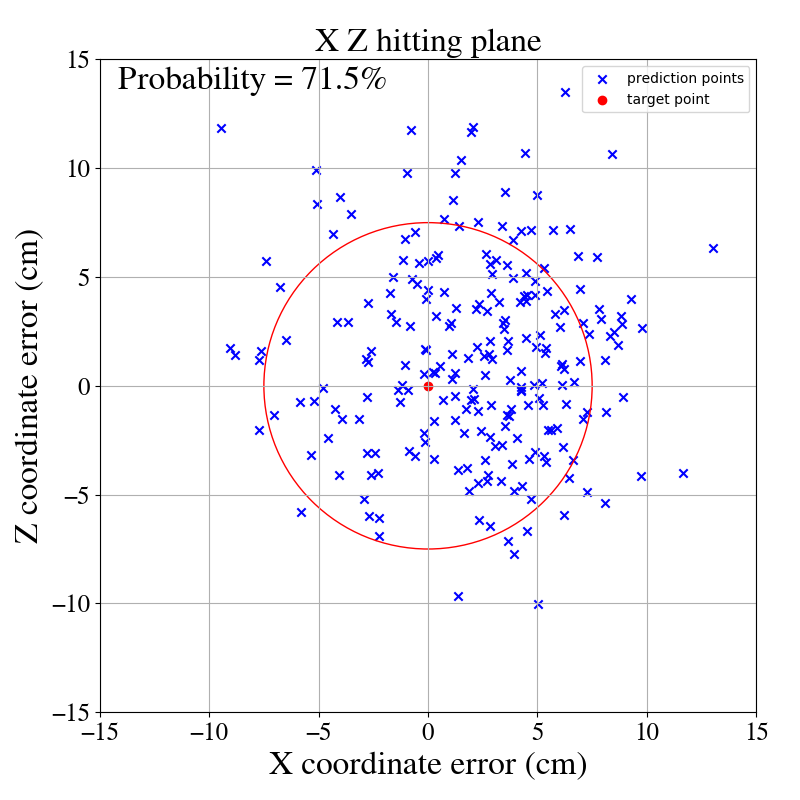 X Z hitting plane
Probability = 71.5%
prediction points
target point
Z coordinate error (cm)
15
10
5
0
−5
−10
−15
−15
−10
−5
0
5
10
15
X coordinate error (cm)